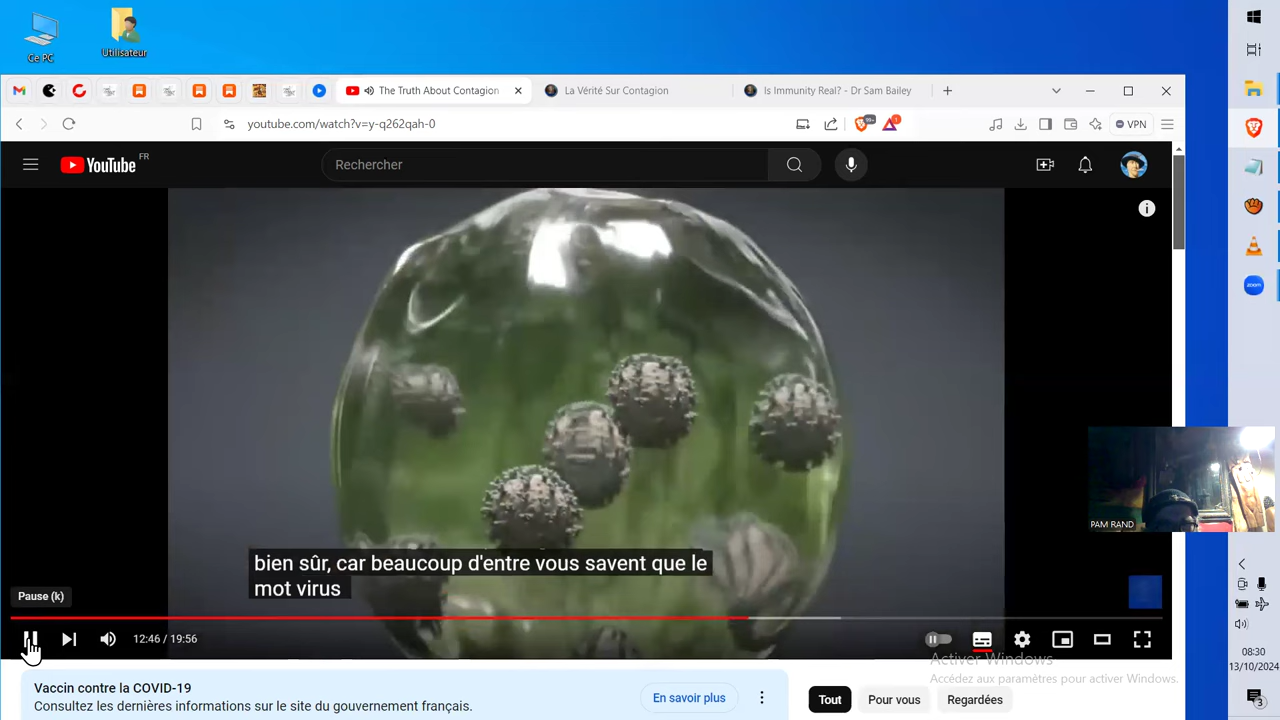 Ce PC
Utilisateur
The Truth About Contagion
La Vérité Sur Contagion
Is Immunity Real? - Dr Sam Bailey
youtube.com/watch?v=y-q262qah-0
99+
1
VPN
YouTube
FR
Rechercher
PAM RAND
bien sûr, car beaucoup d'entre vous savent que le
mot virus
Pause (k)
12:46 / 19:56
Activer Windows
Accédez aux paramètres pour activer Windows.
Vaccin contre la COVID-19
Consultez les dernières informations sur le site du gouvernement français.
En savoir plus
Tout
Pour vous
Regardées
zoom
08:30
13/10/2024
3